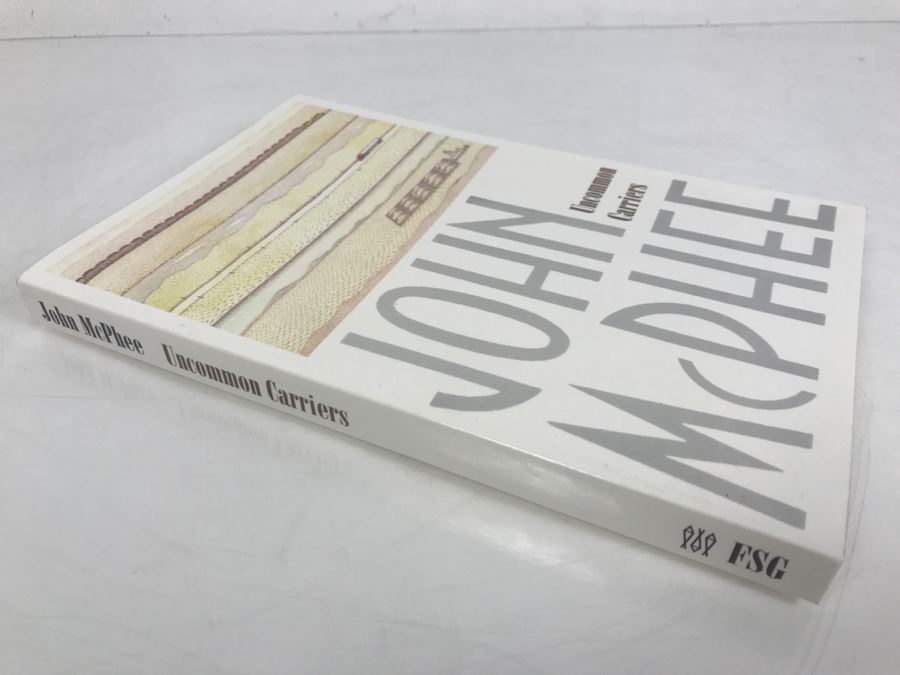 JOHN
Uncommon
Carriers
McPHEE
John McPhee Uncommon Carriers
FSG